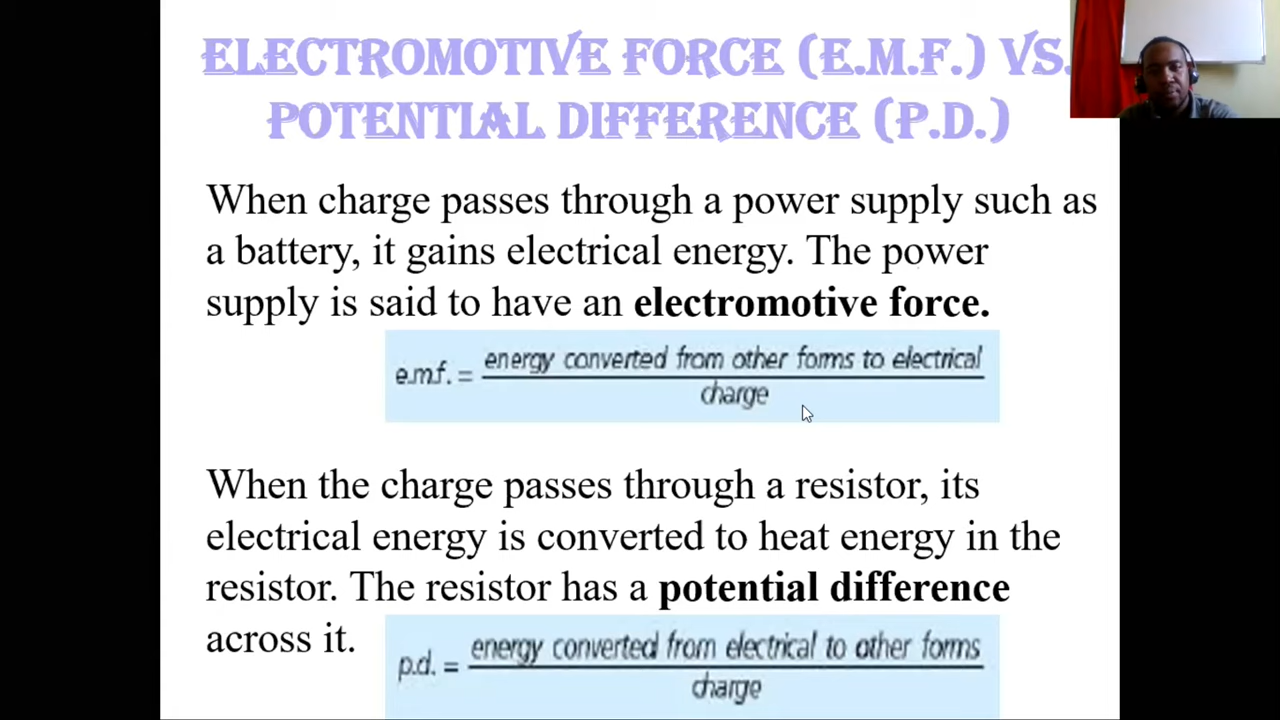 ELECTROMOTIVE FORCE (E.M.F.) VS.
POTENTIAL DIFFERENCE (P.D.)
When charge passes through a power supply such as
a battery, it gains electrical energy. The power
supply is said to have an electromotive force.
e.m.f. = energy converted from other forms to electrical
charge
When the charge passes through a resistor, its
electrical energy is converted to heat energy in the
resistor. The resistor has a potential difference
across it.
p.d. = energy converted from electrical to other forms
charge